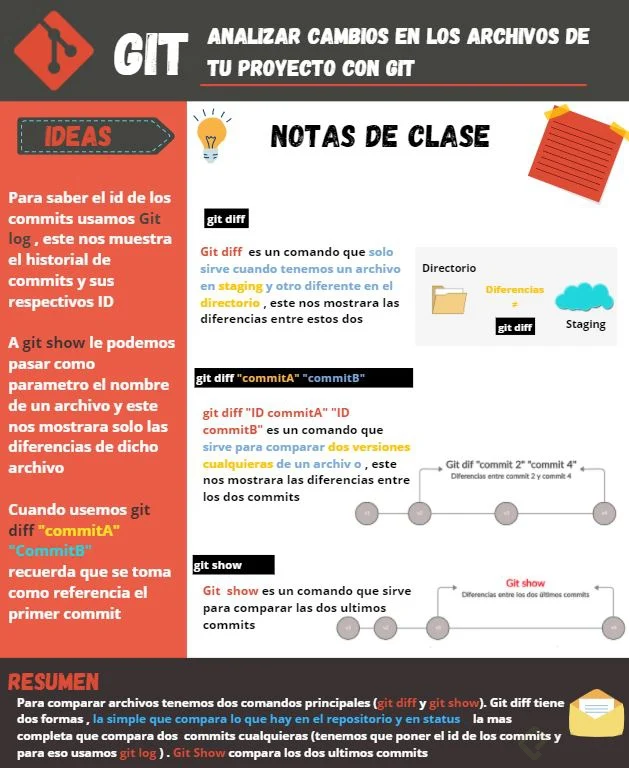 GIT
ANALIZAR CAMBIOS EN LOS ARCHIVOS DE
TU PROYECTO CON GIT
IDEAS
Para saber el id de los
commits usamos Git
log , este nos muestra
el historial de
commits y sus
respectivos ID
A git show le podemos
pasar como
parametro el nombre
de un archivo y este
nos mostrara solo las
diferencias de dicho
archivo
Cuando usemos git
diff "commitA"
"CommitB"
recuerda que se toma
como referencia el
primer commit
NOTAS DE CLASE
git diff
Git diff es un comando que solo
sirve cuando tenemos un archivo
en staging y otro diferente en el
directorio , este nos mostrara las
diferencias entre estos dos
Directorio
Diferencias
≠
git diff
Staging
git diff "commitA" "commitB"
git diff "ID commitA" "ID
commitB" es un comando que
sirve para comparar dos versiones
cualquieras de un archiv o , este
nos mostrara las diferencias entre
los dos commits
Git dif "commit 2" "commit 4"
Diferencias entre commit 2 y commit 4
git show
Git show es un comando que sirve
para comparar las dos ultimos
commits
Git show
Diferencias entre los dos últimos commits
RESUMEN
Para comparar archivos tenemos dos comandos principales (git diff y git show). Git diff tiene
dos formas , la simple que compara lo que hay en el repositorio y en status la mas
completa que compara dos commits cualquieras (tenemos que poner el id de los commits y
para eso usamos git log ) . Git Show compara los dos ultimos commits